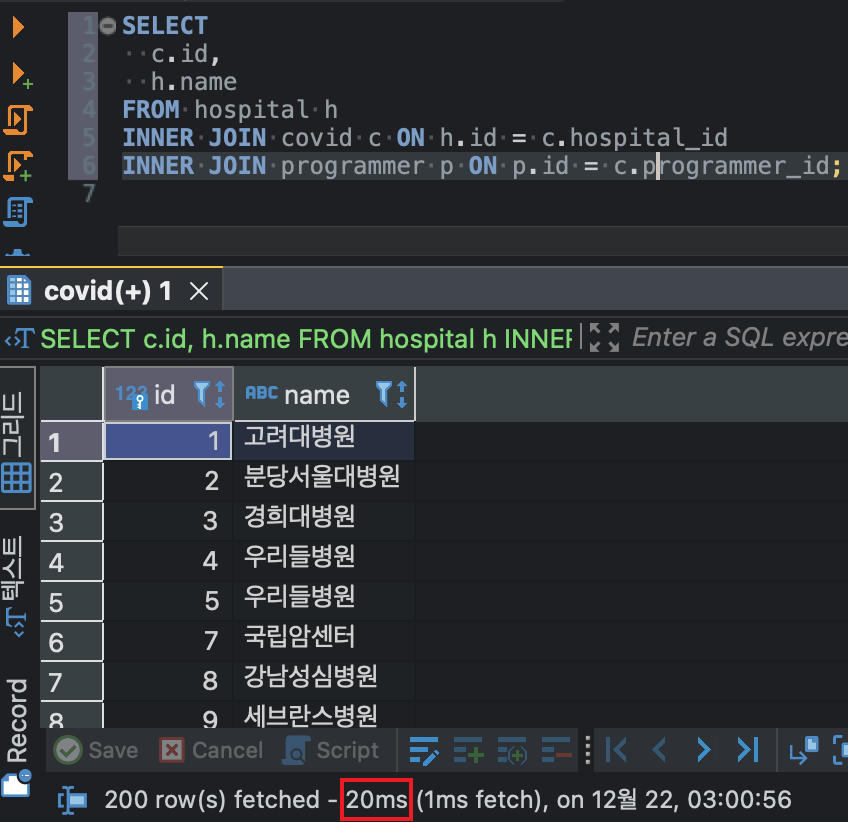 1 SELECT
2 c.id,
3 h.name
4 FROM hospital h
5 INNER JOIN covid c ON h.id = c.hospital_id
6 INNER JOIN programmer p ON p.id = c.programmer_id;
7
covid(+) 1
SELECT c.id, h.name FROM hospital h INNER
Enter a SQL expre
그리드
텍스트
Record
123 id ABC name
1 1 고려대병원
2 2 분당서울대병원
3 3 경희대병원
4 4 우리들병원
5 5 우리들병원
6 7 국립암센터
7 8 강남성심병원
8 9 세브란스병원
Save Cancel Script
200 row(s) fetched - 20ms (1ms fetch), on 12월 22, 03:00:56